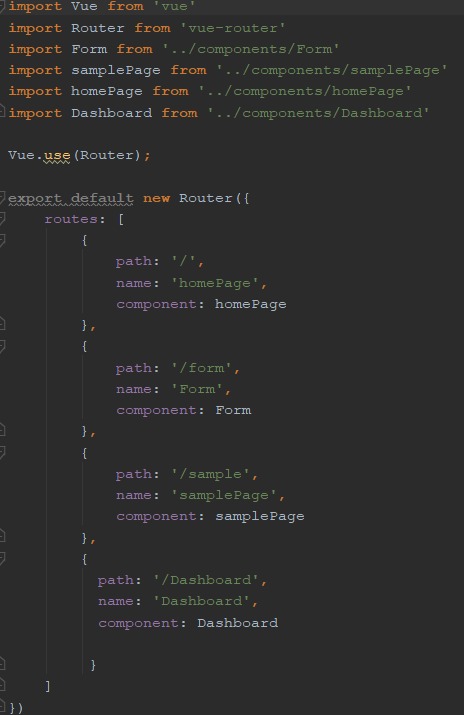 import Vue from 'vue'
import Router from 'vue-router'
import Form from '../components/Form'
import samplePage from '../components/samplePage'
import homePage from '../components/homePage'
import Dashboard from '../components/Dashboard'

Vue.use(Router);

export default new Router({
    routes: [
        {
            path: '/',
            name: 'homePage',
            component: homePage
        },
        {
            path: '/form',
            name: 'Form',
            component: Form
        },
        {
            path: '/sample',
            name: 'samplePage',
            component: samplePage
        },
        {
          path: '/Dashboard',
          name: 'Dashboard',
          component: Dashboard

         }
    ]
})